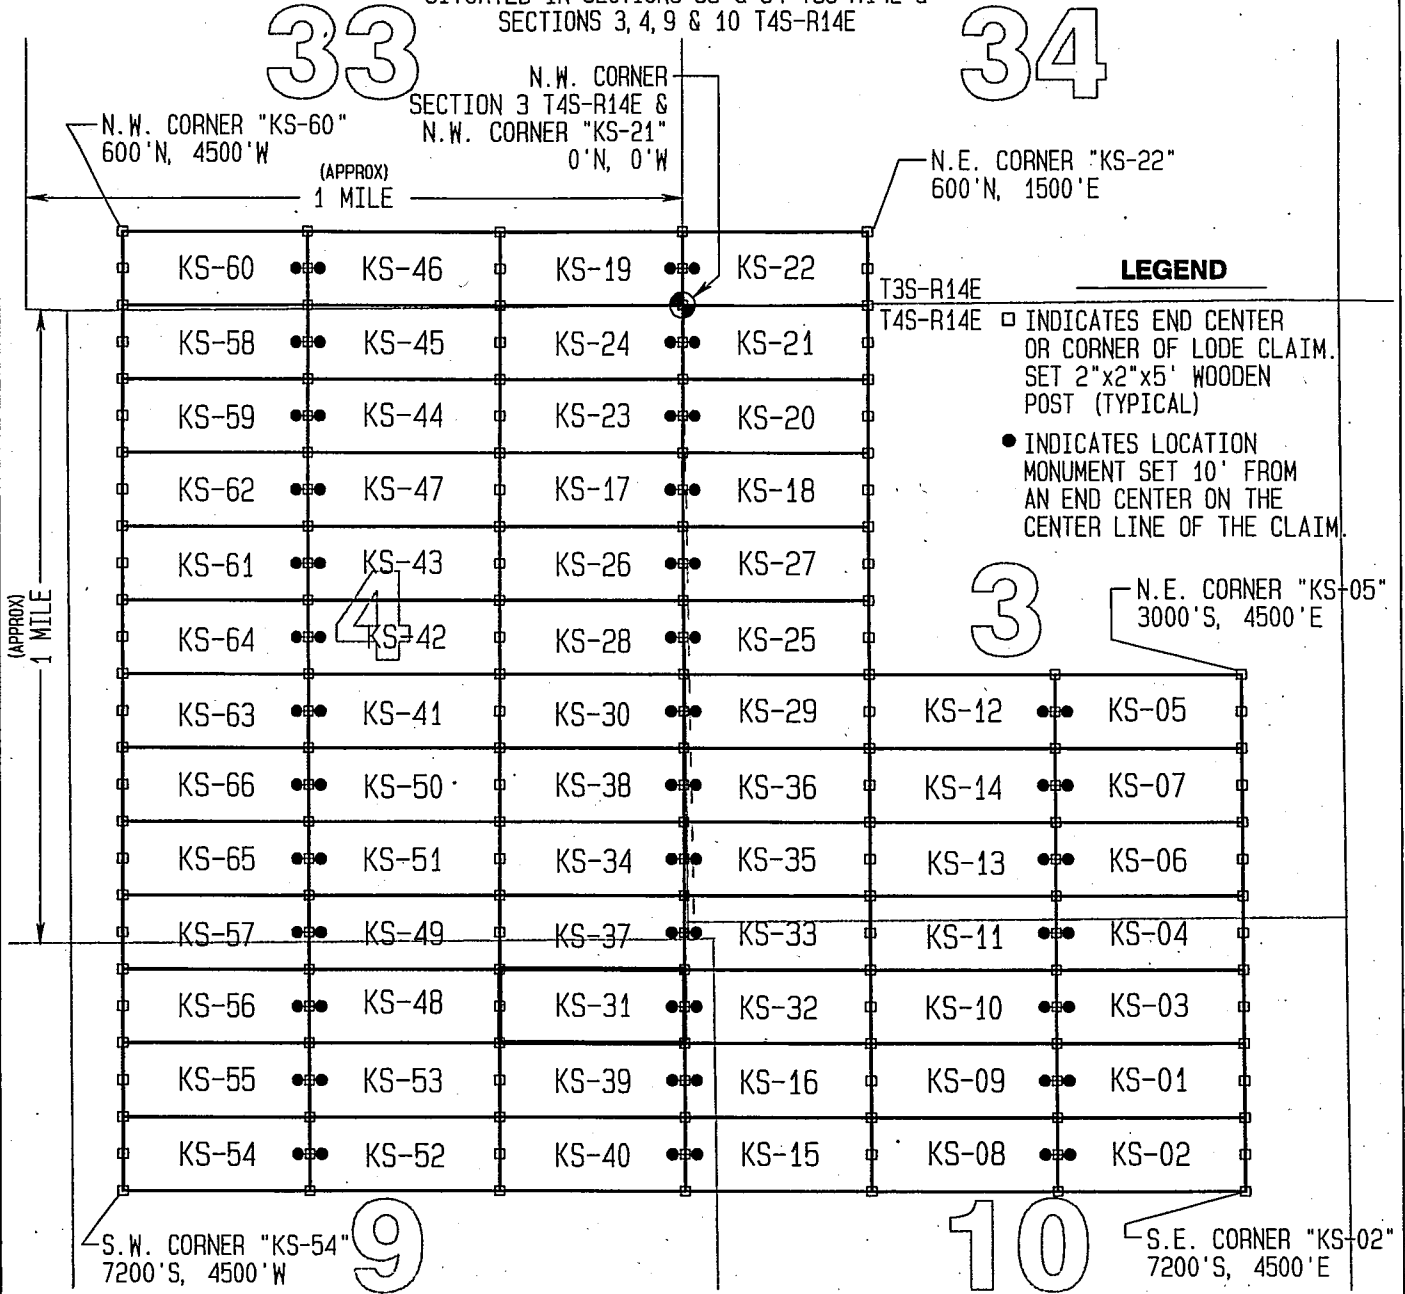 SECTIONS 3, 4, 9 & 10 T4S-R14E
33
34
N.W. CORNER
SECTION 3 T4S-R14E &
N.W. CORNER "KS-21"
0'N, 0'W
N.W. CORNER "KS-60"
600'N, 4500'W
(APPROX)
1 MILE
N.E. CORNER "KS-22"
600'N, 1500'E
KS-60 KS-46 KS-19 KS-22
LEGEND
T3S-R14E
T4S-R14E
INDICATES END CENTER
OR CORNER OF LODE CLAIM.
SET 2"x2"x5' WOODEN
POST (TYPICAL)
INDICATES LOCATION
MONUMENT SET 10' FROM
AN END CENTER ON THE
CENTER LINE OF THE CLAIM.
KS-58 KS-45 KS-24 KS-21
KS-59 KS-44 KS-23 KS-20
KS-62 KS-47 KS-17 KS-18
KS-61 KS-43 KS-26 KS-27
4
3
N.E. CORNER "KS-05"
3000'S, 4500'E
(APPROX)
1 MILE
KS-64 KS-42 KS-28 KS-25
KS-63 KS-41 KS-30 KS-29 KS-12 KS-05
KS-66 KS-50 KS-38 KS-36 KS-14 KS-07
KS-65 KS-51 KS-34 KS-35 KS-13 KS-06
KS-57 KS-49 KS-37 KS-33 KS-11 KS-04
KS-56 KS-48 KS-31 KS-32 KS-10 KS-03
KS-55 KS-53 KS-39 KS-16 KS-09 KS-01
KS-54 KS-52 KS-40 KS-15 KS-08 KS-02
S.W. CORNER "KS-54"
7200'S, 4500'W
9
10
S.E. CORNER "KS-02"
7200'S, 4500'E